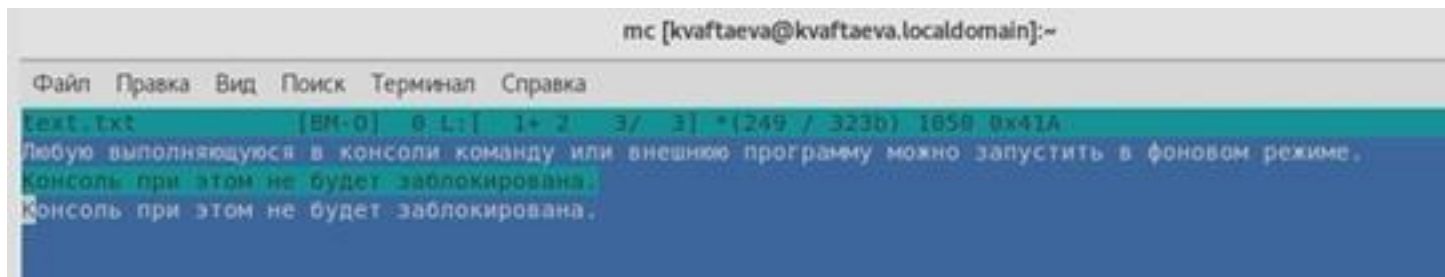 mc [kvaftaeva@kvaftaeva.localdomain]:~
Файл Правка Вид Поиск Терминал Справка
text.txt [BM-O] 0 L:[ 1+ 2 3/ 3] *(249 / 323b) 1050 0x41A
Любую выполняющуюся в консоли команду или внешнюю программу можно запустить в фоновом режиме.
Консоль при этом не будет заблокирована.
Консоль при этом не будет заблокирована.